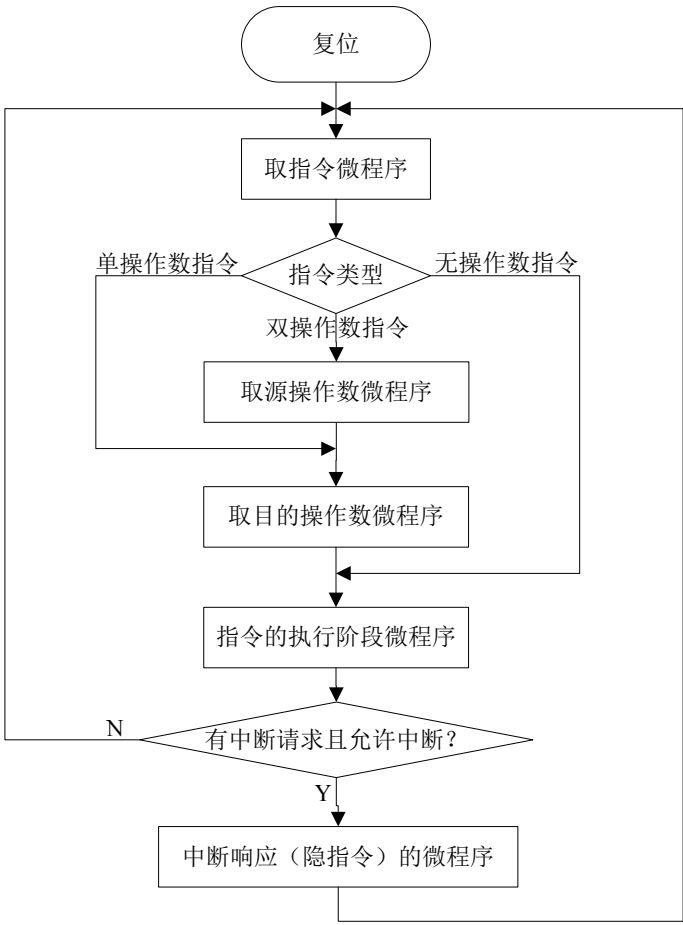 复位
取指令微程序
单操作数指令
指令类型
无操作数指令
双操作数指令
取源操作数微程序
取目的操作数微程序
指令的执行阶段微程序
N
有中断请求且允许中断？
Y
中断响应（隐指令）的微程序